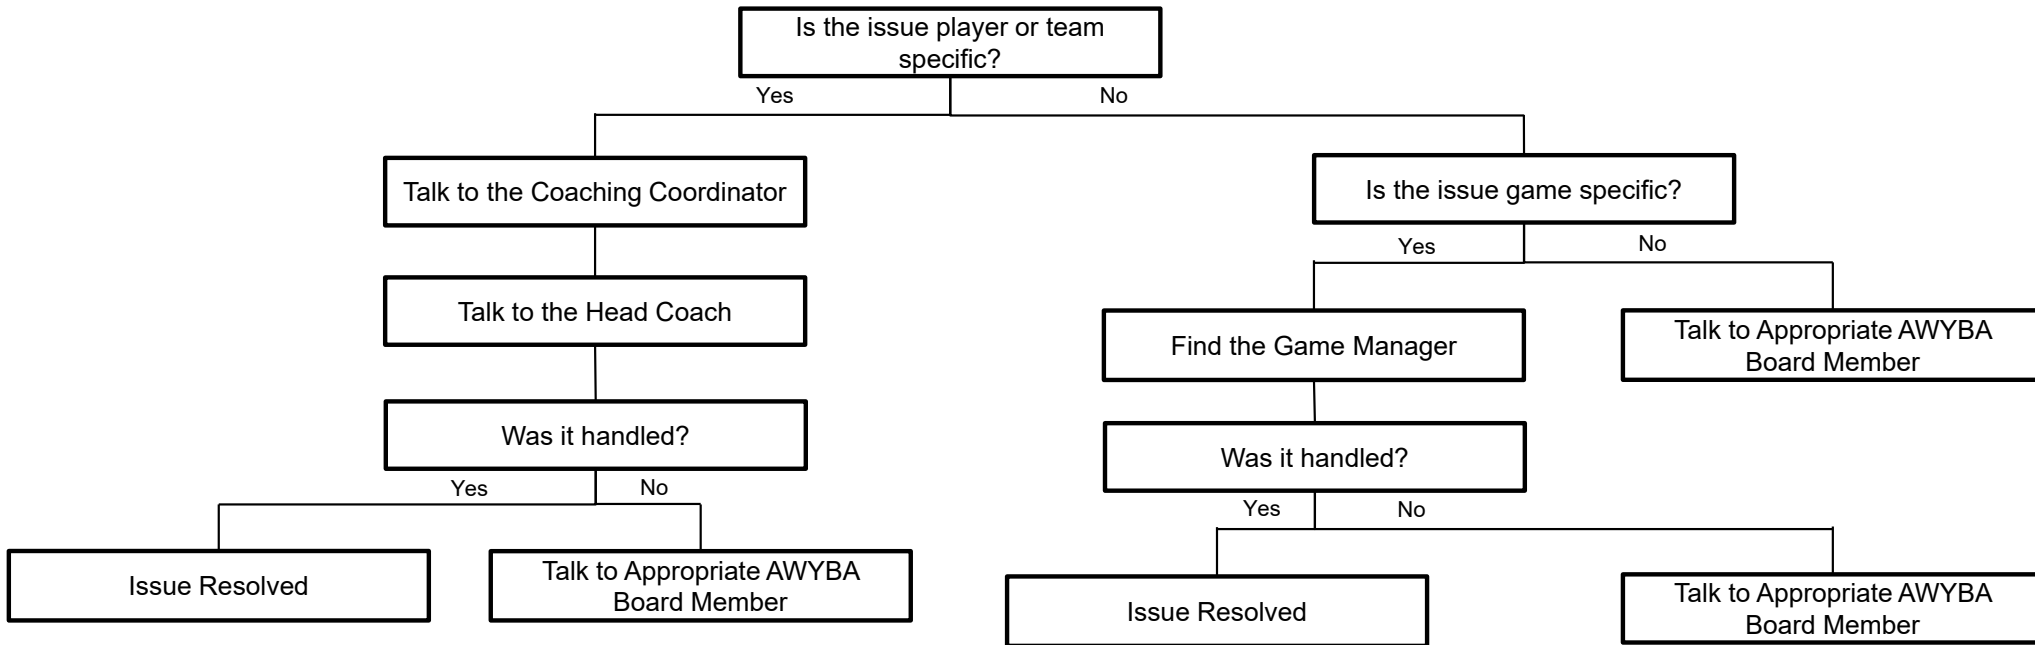 Is the issue player or team
specific?
Yes
No
Talk to the Coaching Coordinator
Is the issue game specific?
Yes
No
Talk to the Head Coach
Find the Game Manager
Talk to Appropriate AWYBA
Board Member
Was it handled?
Was it handled?
Yes
No
Yes
No
Issue Resolved
Talk to Appropriate AWYBA
Board Member
Issue Resolved
Talk to Appropriate AWYBA
Board Member